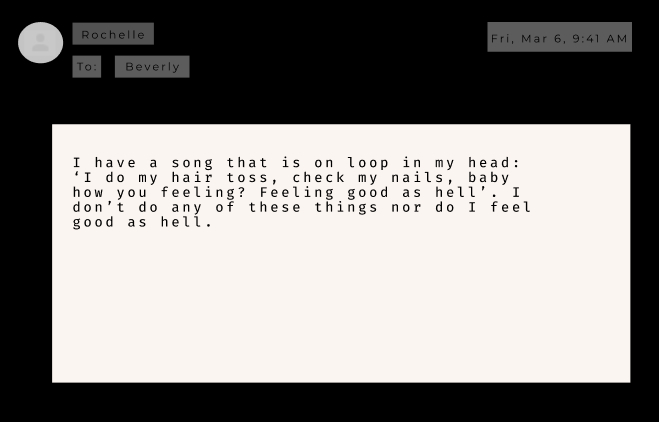 Rochelle
Fri, Mar 6, 9:41 AM
To: Beverly
I have a song that is on loop in my head:
‘I do my hair toss, check my nails, baby
how you feeling? Feeling good as hell’. I
don’t do any of these things nor do I feel
good as hell.